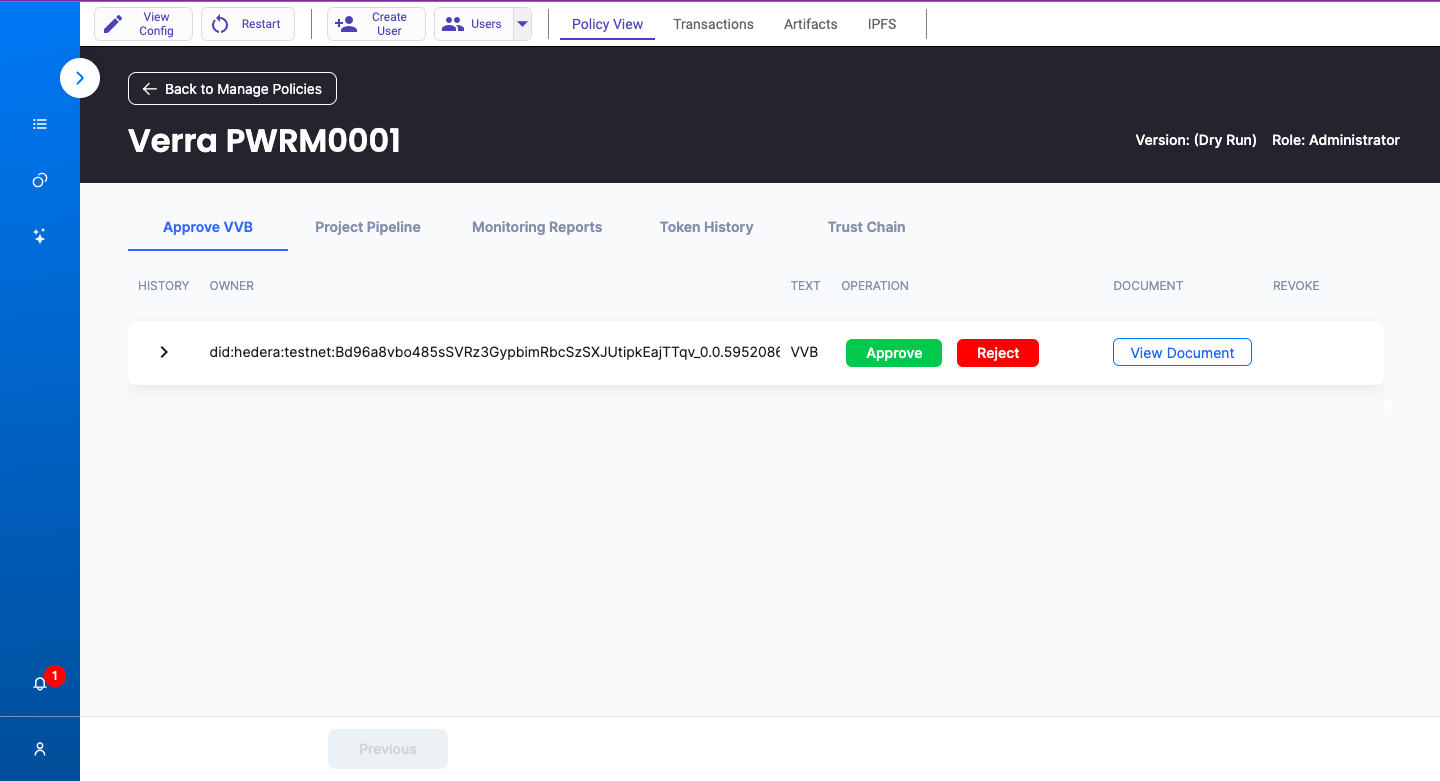 View Config
Restart
Create User
Users
Policy View
Transactions
Artifacts
IPFS
Back to Manage Policies
Verra PWRM0001
Version: (Dry Run) Role: Administrator
Approve VVB
Project Pipeline
Monitoring Reports
Token History
Trust Chain
HISTORY OWNER TEXT OPERATION DOCUMENT REVOKE
did:hedera:testnet:Bd96a8vbo485sSVRz3GypbimRbcSzSXJUtipkEajTTqv_0.0.5952086 VVB Approve Reject View Document
1
Previous